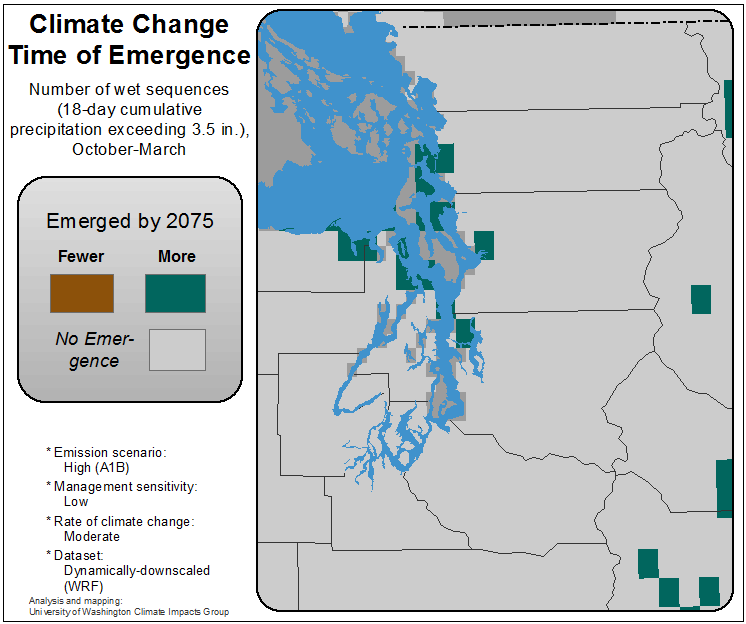 Climate Change
Time of Emergence
Number of wet sequences
(18-day cumulative
precipitation exceeding 3.5 in.),
October-March
Emerged by 2075
Fewer More
No Emer-
gence
* Emission scenario:
High (A1B)
* Management sensitivity:
Low
* Rate of climate change:
Moderate
* Dataset:
Dynamically-downscaled
(WRF)
Analysis and mapping:
University of Washington Climate Impacts Group